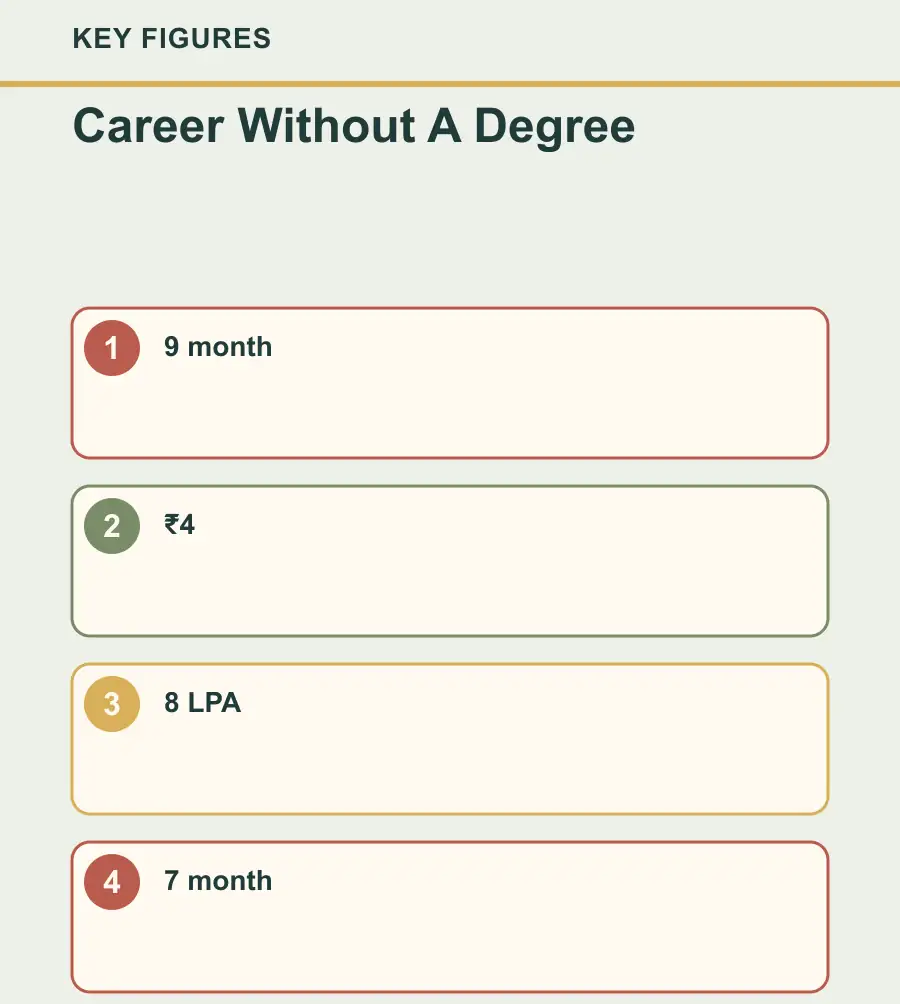 KEY FIGURES
Career Without A Degree
1 9 month
2 ₹4
3 8 LPA
4 7 month